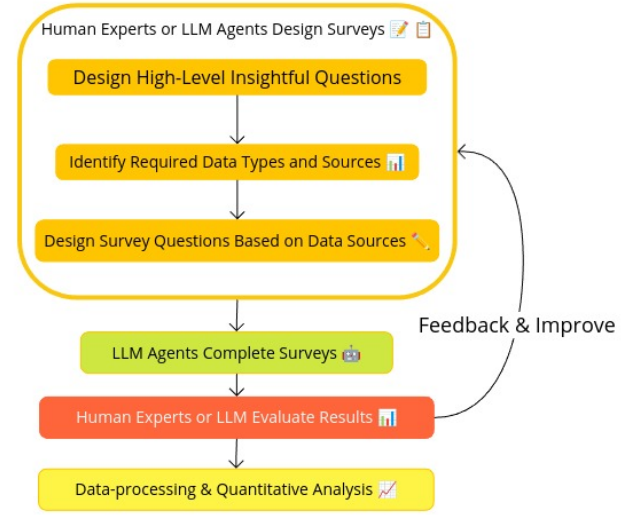 Human Experts or LLM Agents Design Surveys 📝 📋
Design High-Level Insightful Questions
Identify Required Data Types and Sources 📊
Design Survey Questions Based on Data Sources ✏️
Feedback & Improve
LLM Agents Complete Surveys 🤖
Human Experts or LLM Evaluate Results 📊
Data-processing & Quantitative Analysis 📈